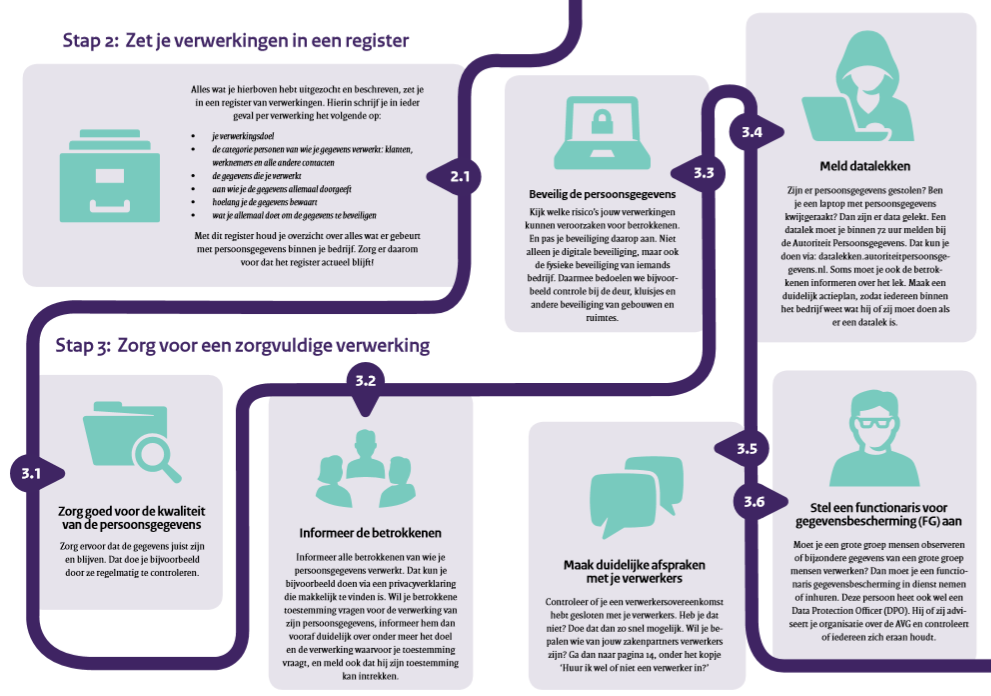 Stap 2: Zet je verwerkingen in een register
Alles wat je hierboven hebt uitgezocht en beschreven, zet je
in een register van verwerkingen. Hierin schrijf je in ieder
geval per verwerking het volgende op:
• je verwerkingsdoel
• de categorie personen van wie je gegevens verwerkt: klanten,
werknemers en alle andere contacten
• de gegevens die je verwerkt
• aan wie je de gegevens allemaal doorgeeft
• hoelang je de gegevens bewaart
• wat je allemaal doet om de gegevens te beveiligen
Met dit register houd je overzicht over alles wat er gebeurt
met persoonsgegevens binnen je bedrijf. Zorg er daarom
voor dat het register actueel blijft!
2.1
Stap 3: Zorg voor een zorgvuldige verwerking
3.1
Zorg goed voor de kwaliteit
van de persoonsgegevens
Zorg ervoor dat de gegevens juist zijn
en blijven. Dat doe je bijvoorbeeld
door ze regelmatig te controleren.
3.2
Informeer de betrokkenen
Informeer alle betrokkenen van wie je
persoonsgegevens verwerkt. Dat kun je
bijvoorbeeld doen via een privacyverklaring
die makkelijk te vinden is. Wil je betrokkene
toestemming vragen voor de verwerking van
zijn persoonsgegevens, informeer hem dan
vooraf duidelijk over onder meer het doel
en de verwerking waarvoor je toestemming
vraagt, en meld ook dat hij zijn toestemming
kan intrekken.
3.3
Beveilig de persoonsgegevens
Kijk welke risico's jouw verwerkingen
kunnen veroorzaken voor betrokkenen.
En pas je beveiliging daarop aan. Niet
alleen je digitale beveiliging, maar ook
de fysieke beveiliging van iemands
bedrijf. Daarmee bedoelen we bijvoor-
beeld controle bij de deur, kluisjes en
andere beveiliging van gebouwen en
ruimtes.
3.4
Meld datalekken
Zijn er persoonsgegevens gestolen? Ben
je een laptop met persoonsgegevens
kwijtgeraakt? Dan zijn er data gelekt. Een
datalek moet je binnen 72 uur melden bij
de Autoriteit Persoonsgegevens. Dat kun je
doen via: datalekken.autoriteitpersoonsge-
gevens.nl. Soms moet je ook de betrok-
kenen informeren over het lek. Maak een
duidelijk actieplan, zodat iedereen binnen
het bedrijf weet wat hij of zij moet doen als
er een datalek is.
3.5
Maak duidelijke afspraken
met je verwerkers
Controleer of je een verwerkersovereenkomst
hebt gesloten met je verwerkers. Heb je dat
niet? Doe dat dan zo snel mogelijk. Wil je be-
palen wie van jouw zakenpartners verwerkers
zijn? Ga dan naar pagina 14, onder het kopje
'Huur ik wel of niet een verwerker in?'
3.6
Stel een functionaris voor
gegevensbescherming (FG) aan
Moet je een grote groep mensen observeren
of bijzondere gegevens van een grote groep
mensen verwerken? Dan moet je een functio-
naris gegevensbescherming in dienst nemen
of inhuren. Deze persoon heet ook wel een
Data Protection Officer (DPO). Hij of zij advi-
seert je organisatie over de AVG en controleert
of iedereen zich eraan houdt.